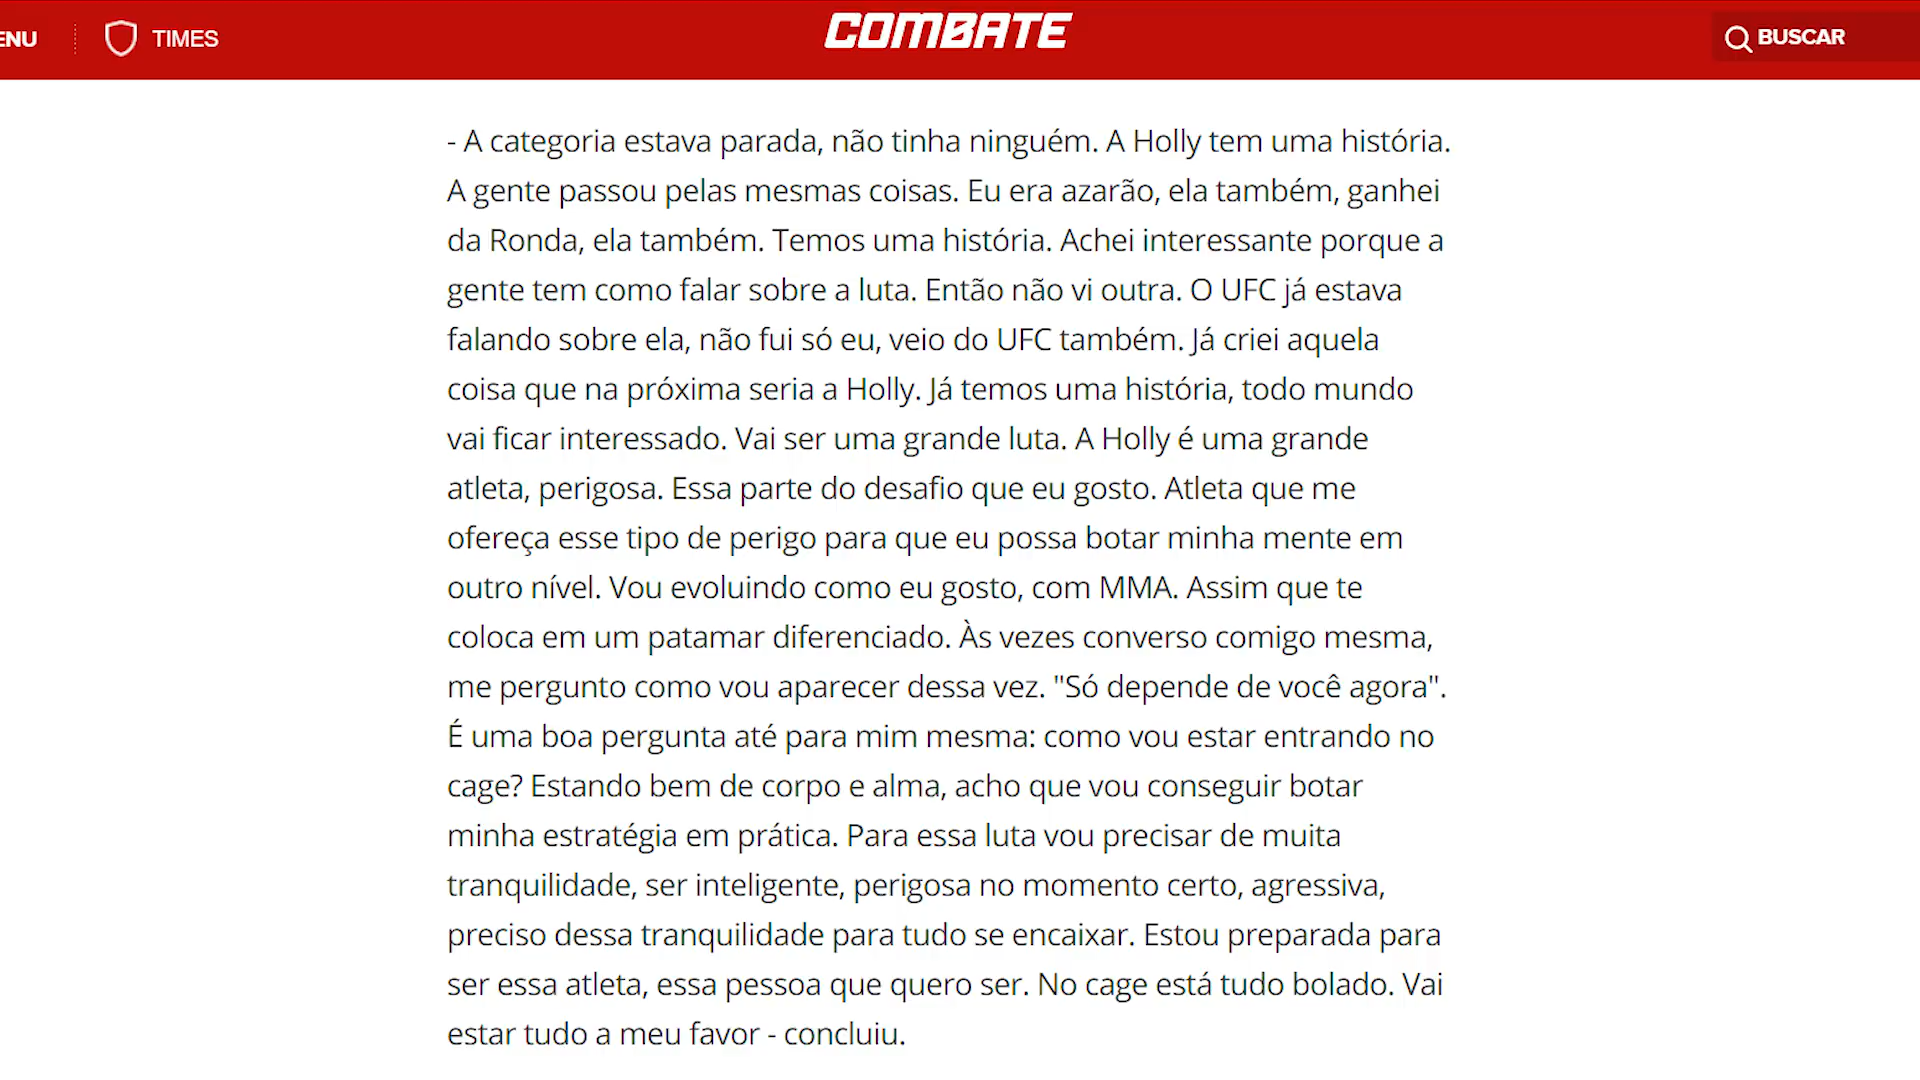 ENU
TIMES
COMBATE
BUSCAR
- A categoria estava parada, não tinha ninguém. A Holly tem uma história.
A gente passou pelas mesmas coisas. Eu era azarão, ela também, ganhei
da Ronda, ela também. Temos uma história. Achei interessante porque a
gente tem como falar sobre a luta. Então não vi outra. O UFC já estava
falando sobre ela, não fui só eu, veio do UFC também. Já criei aquela
coisa que na próxima seria a Holly. Já temos uma história, todo mundo
vai ficar interessado. Vai ser uma grande luta. A Holly é uma grande
atleta, perigosa. Essa parte do desafio que eu gosto. Atleta que me
ofereça esse tipo de perigo para que eu possa botar minha mente em
outro nível. Vou evoluindo como eu gosto, com MMA. Assim que te
coloca em um patamar diferenciado. Às vezes converso comigo mesma,
me pergunto como vou aparecer dessa vez. "Só depende de você agora".
É uma boa pergunta até para mim mesma: como vou estar entrando no
cage? Estando bem de corpo e alma, acho que vou conseguir botar
minha estratégia em prática. Para essa luta vou precisar de muita
tranquilidade, ser inteligente, perigosa no momento certo, agressiva,
preciso dessa tranquilidade para tudo se encaixar. Estou preparada para
ser essa atleta, essa pessoa que quero ser. No cage está tudo bolado. Vai
estar tudo a meu favor - concluiu.